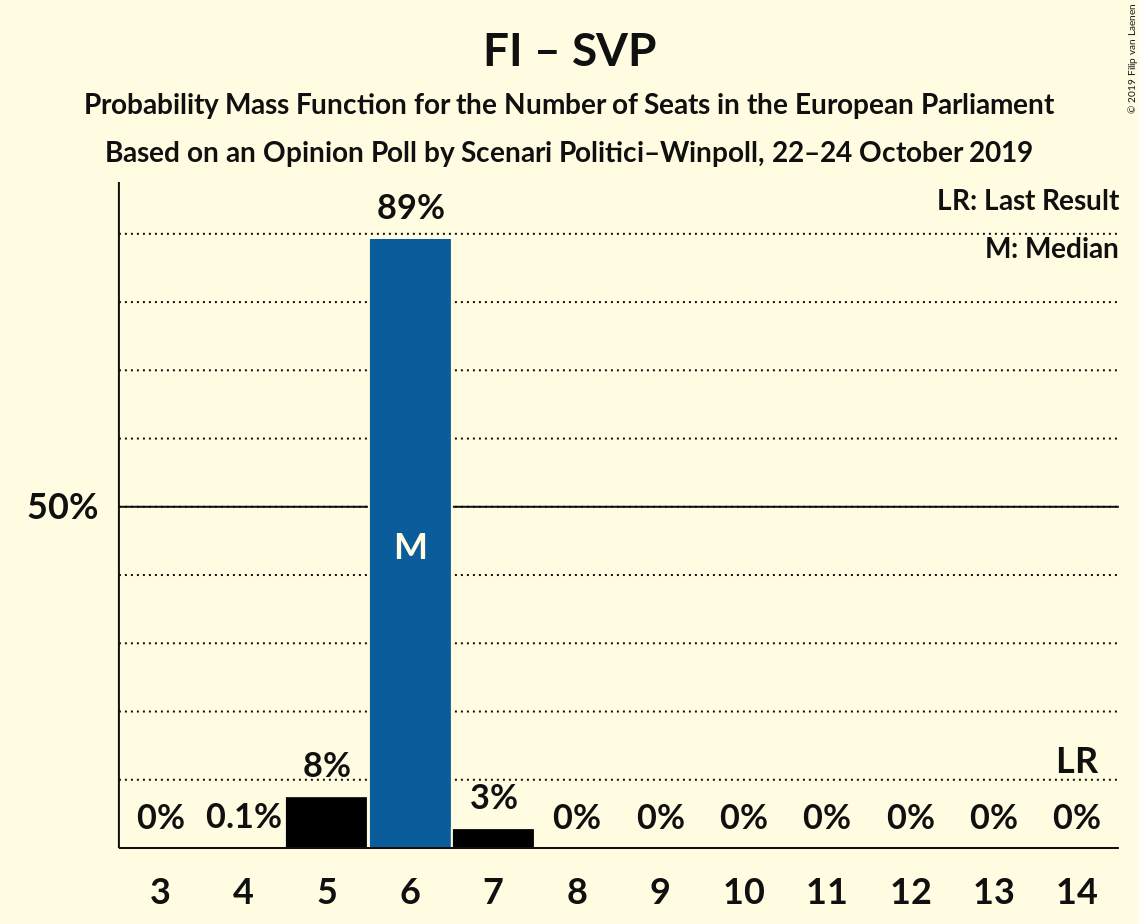 FI – SVP
Probability Mass Function for the Number of Seats in the European Parliament
Based on an Opinion Poll by Scenari Politici–Winpoll, 22–24 October 2019
© 2019 Filip van Laenen
LR: Last Result
M: Median
89%
50%
M
8%
3%
LR
0% 0.1% 0% 0% 0% 0% 0% 0% 0%
3 4 5 6 7 8 9 10 11 12 13 14